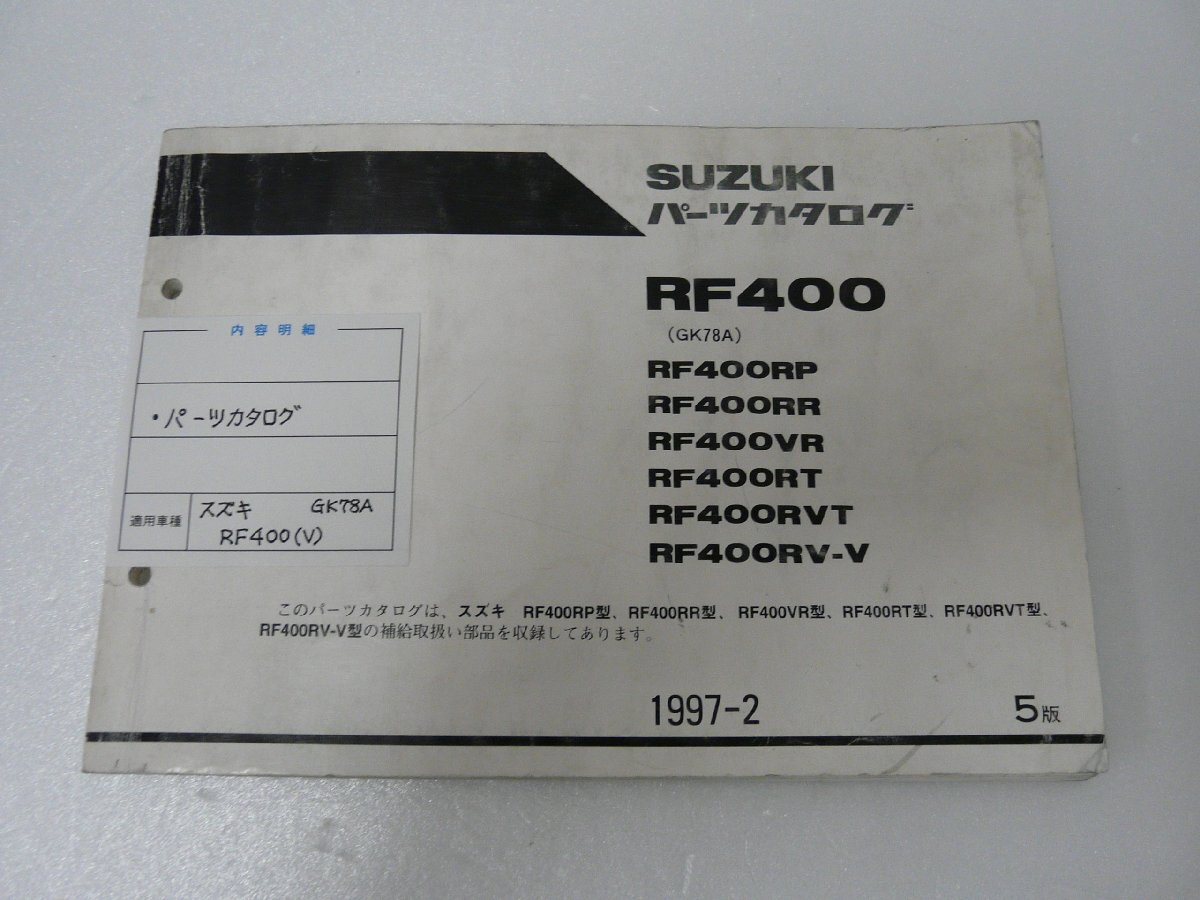 SUZUKI
パーツカタログ
RF400
(GK78A)
RF400RP
RF400RR
RF400VR
RF400RT
RF400RVT
RF400RV-V
内容明細
・パーツカタログ
適用車種 スズキ GK78A
RF400(V)
このパーツカタログは、スズキ RF400RP型、RF400RR型、RF400VR型、RF400RT型、RF400RVT型、
RF400RV-V型の補給取扱い部品を収録してあります。
1997-2 5版